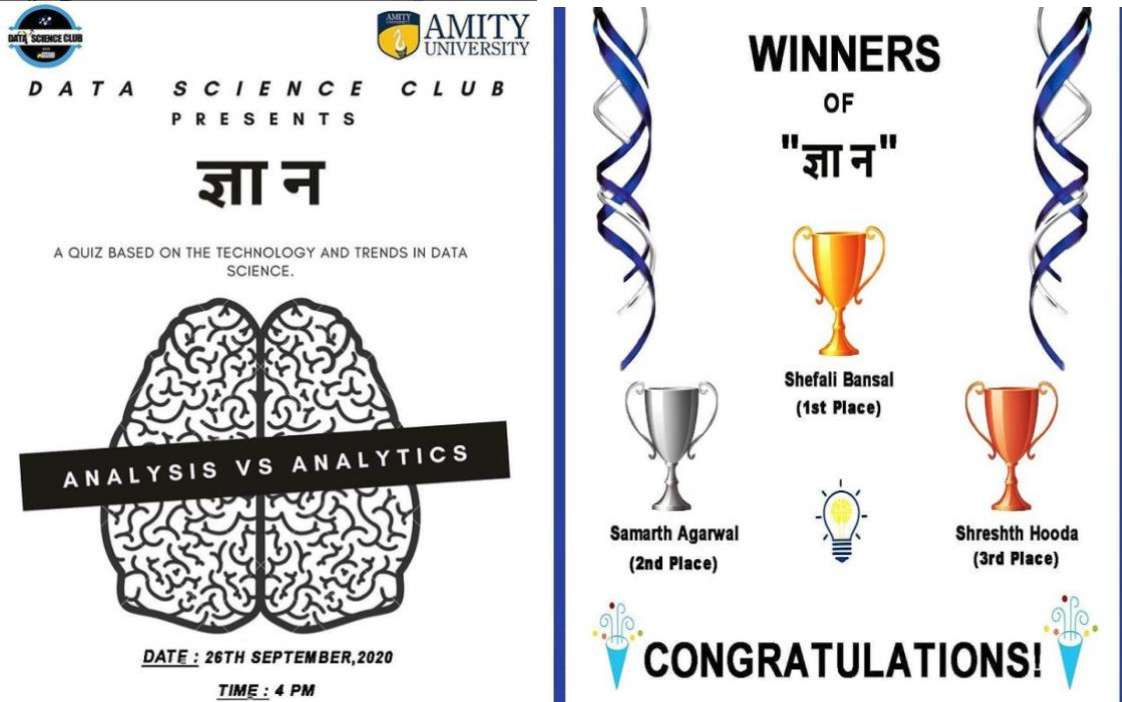 DATA SCIENCE CLUB
AMITY
UNIVERSITY
AMITY
UNIVERSITY
DATA SCIENCE CLUB
PRESENTS
ज्ञान
A QUIZ BASED ON THE TECHNOLOGY AND TRENDS IN DATA
SCIENCE.
ANALYSIS VS ANALYTICS
DATE : 26TH SEPTEMBER,2020
TIME : 4 PM
WINNERS
OF
"ज्ञान"
Shefali Bansal
(1st Place)
Samarth Agarwal
(2nd Place)
Shreshth Hooda
(3rd Place)
CONGRATULATIONS!